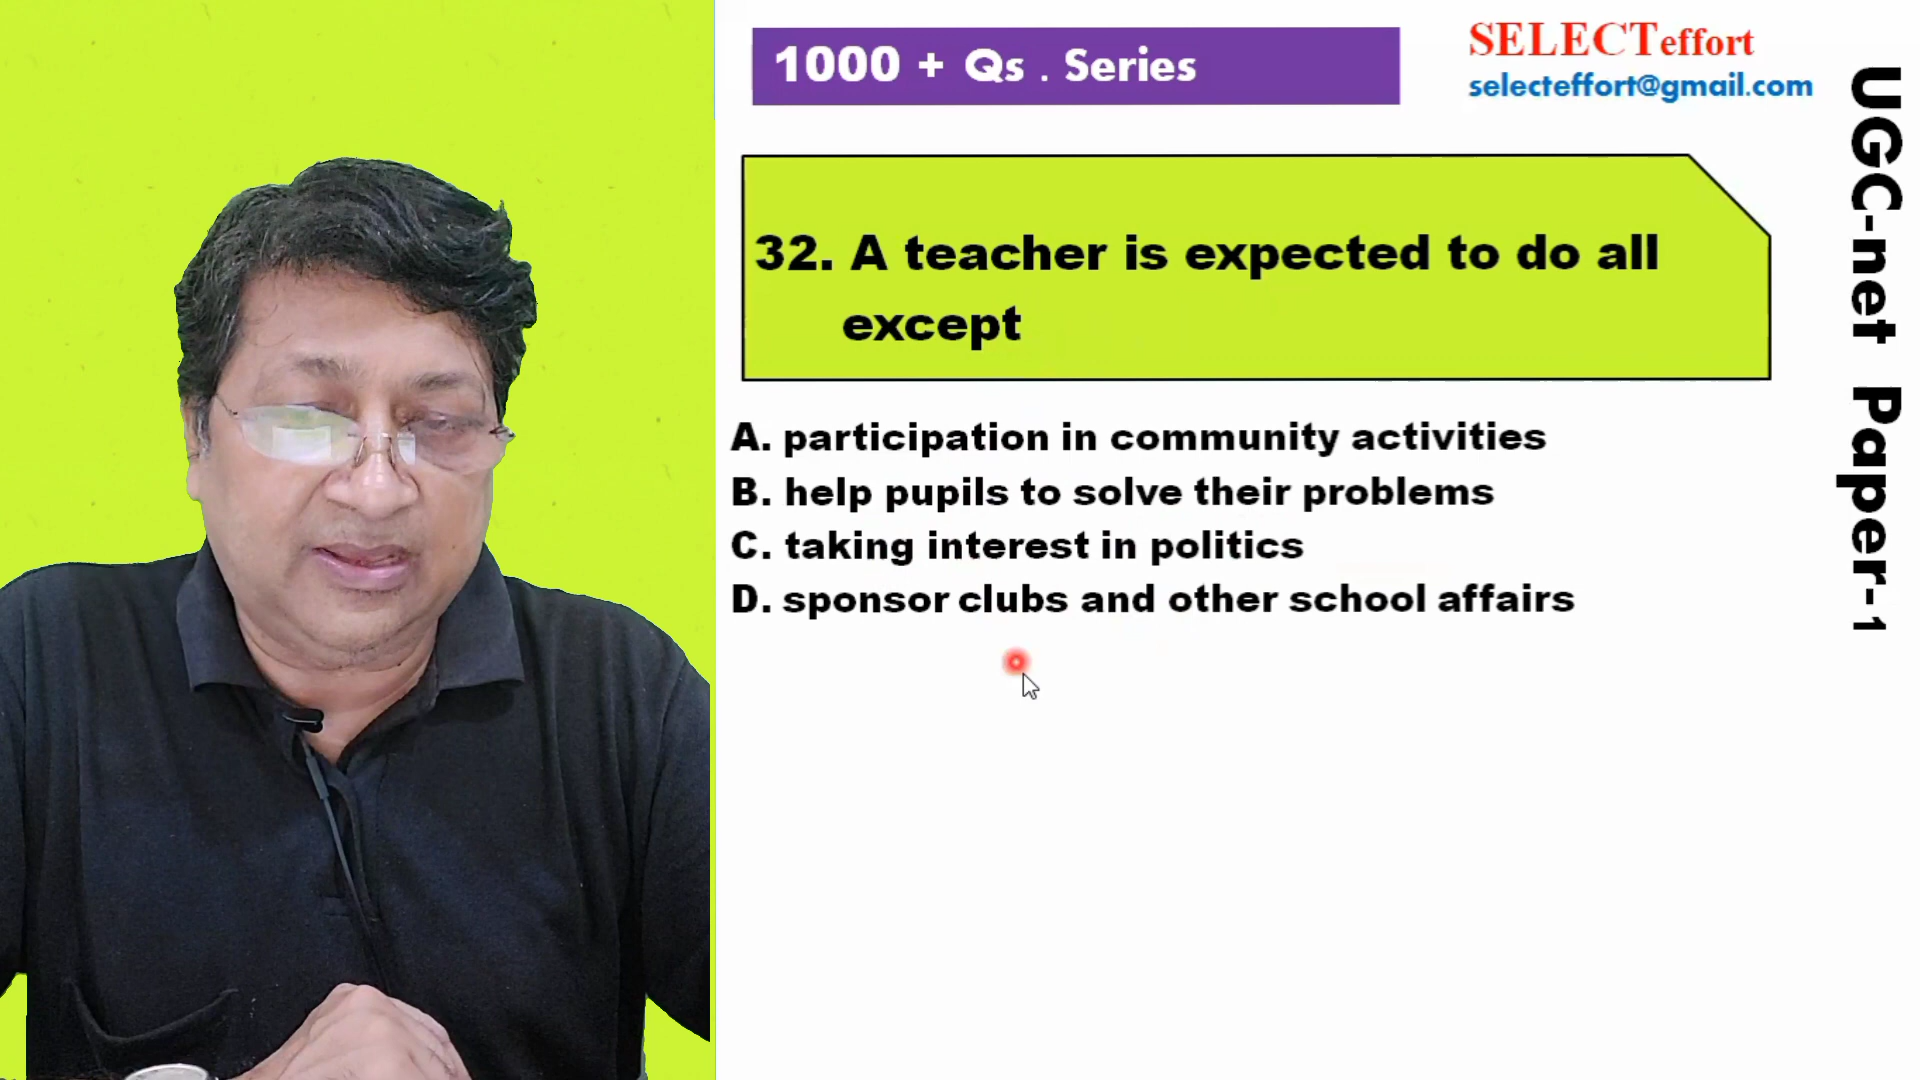 1000 + Qs . Series
SELECTeffort
selecteffort@gmail.com
32. A teacher is expected to do all
except
A. participation in community activities
B. help pupils to solve their problems
C. taking interest in politics
D. sponsor clubs and other school affairs
UGC-net Paper-1